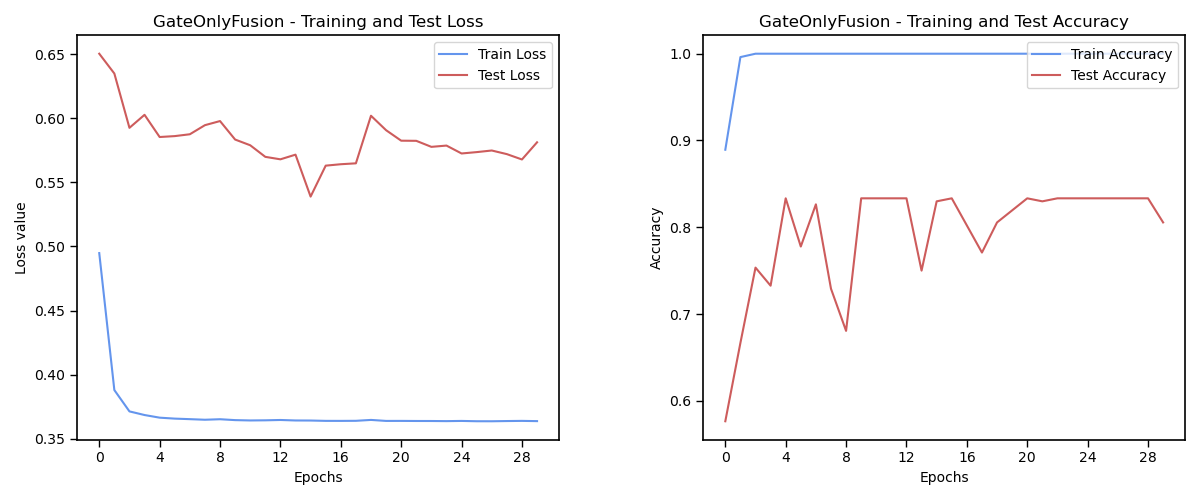 GateOnlyFusion - Training and Test Loss
Train Loss
Test Loss
0.65
0.60
0.55
0.50
0.45
0.40
0.35
Loss value
0 4 8 12 16 20 24 28
Epochs
GateOnlyFusion - Training and Test Accuracy
Train Accuracy
Test Accuracy
1.0
0.9
0.8
0.7
0.6
Accuracy
0 4 8 12 16 20 24 28
Epochs